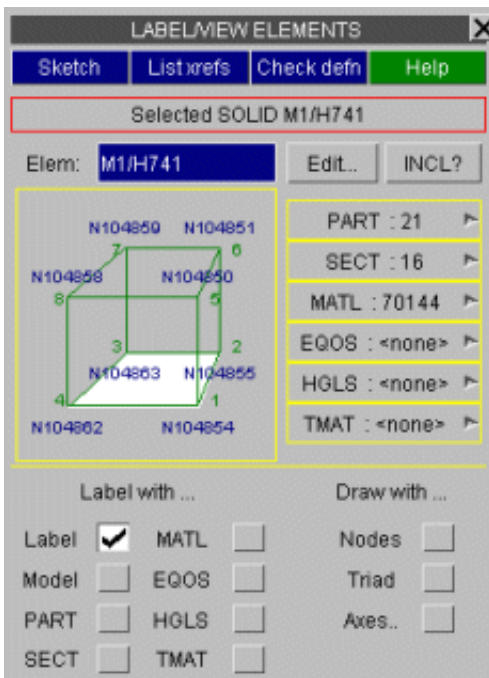 LABEL/VIEW ELEMENTS X
Sketch List xrefs Check defn Help
Selected SOLID M1/H741
Elem: M1/H741 Edit... INCL?
N104859 N104851
7 6
N104858 N104850
8 5
3 2
N104863 N104855
4 1
N104862 N104854
PART : 21
SECT : 16
MATL : 70144
EQOS : <none>
HGLS : <none>
TMAT : <none>
Label with ... Draw with ...
Label MATL Nodes
Model EQOS Triad
PART HGLS Axes..
SECT TMAT